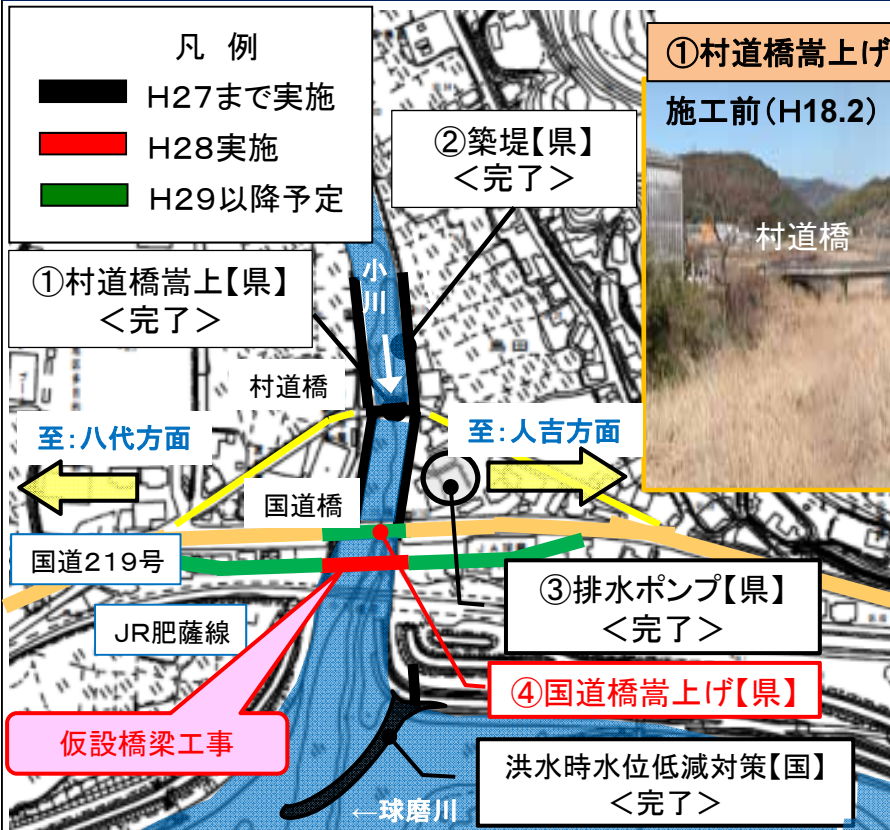 凡 例
H27まで実施
H28実施
H29以降予定
①村道橋嵩上げ
施工前(H18.2)
村道橋
②築堤【県】
<完了>
①村道橋嵩上【県】
<完了>
小川
村道橋
至:八代方面
至:人吉方面
国道橋
国道219号
③排水ポンプ【県】
<完了>
JR肥薩線
④国道橋嵩上げ【県】
仮設橋梁工事
洪水時水位低減対策【国】
<完了>
←球磨川